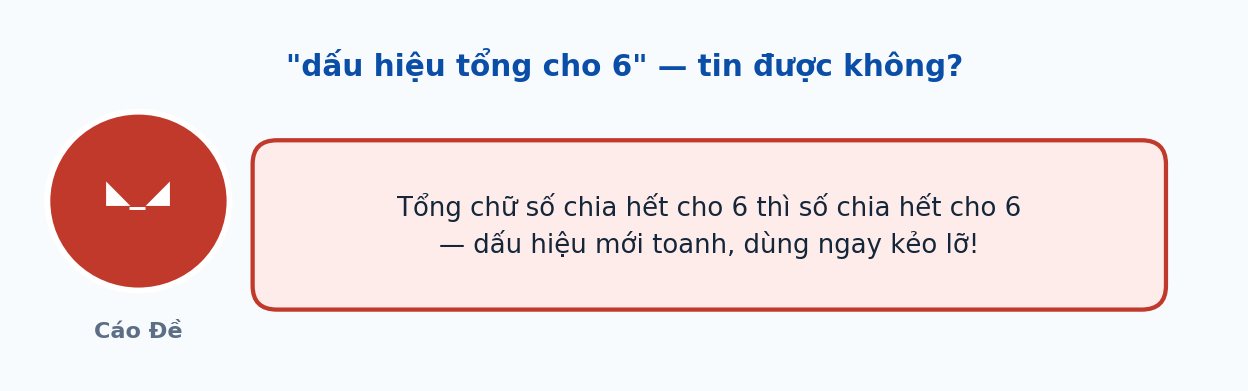 "dấu hiệu tổng cho 6" — tin được không?
Tổng chữ số chia hết cho 6 thì số chia hết cho 6
— dấu hiệu mới toanh, dùng ngay kẻo lỡ!
Cáo Đề